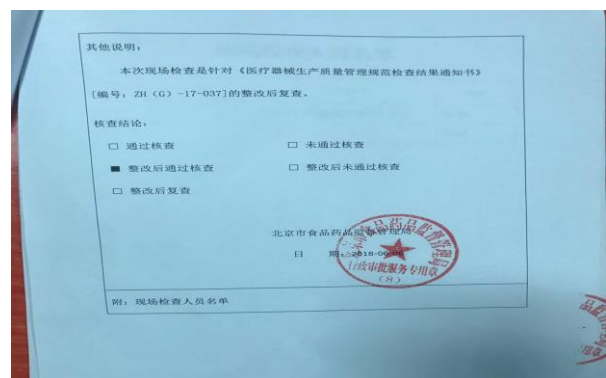 其他说明:
本次现场检查是针对《医疗器械生产质量管理规范检查结果通知书》
[编号:ZH(G)-17-037]的整改后复查。
核查结论:
□ 通过核查 □ 未通过核查
■ 整改后通过核查 □ 整改后未通过核查
□ 整改后复查
北京市食品药品监督管理局
日 期:2018-06-06
行政审批服务专用章
(8)
附:现场检查人员名单